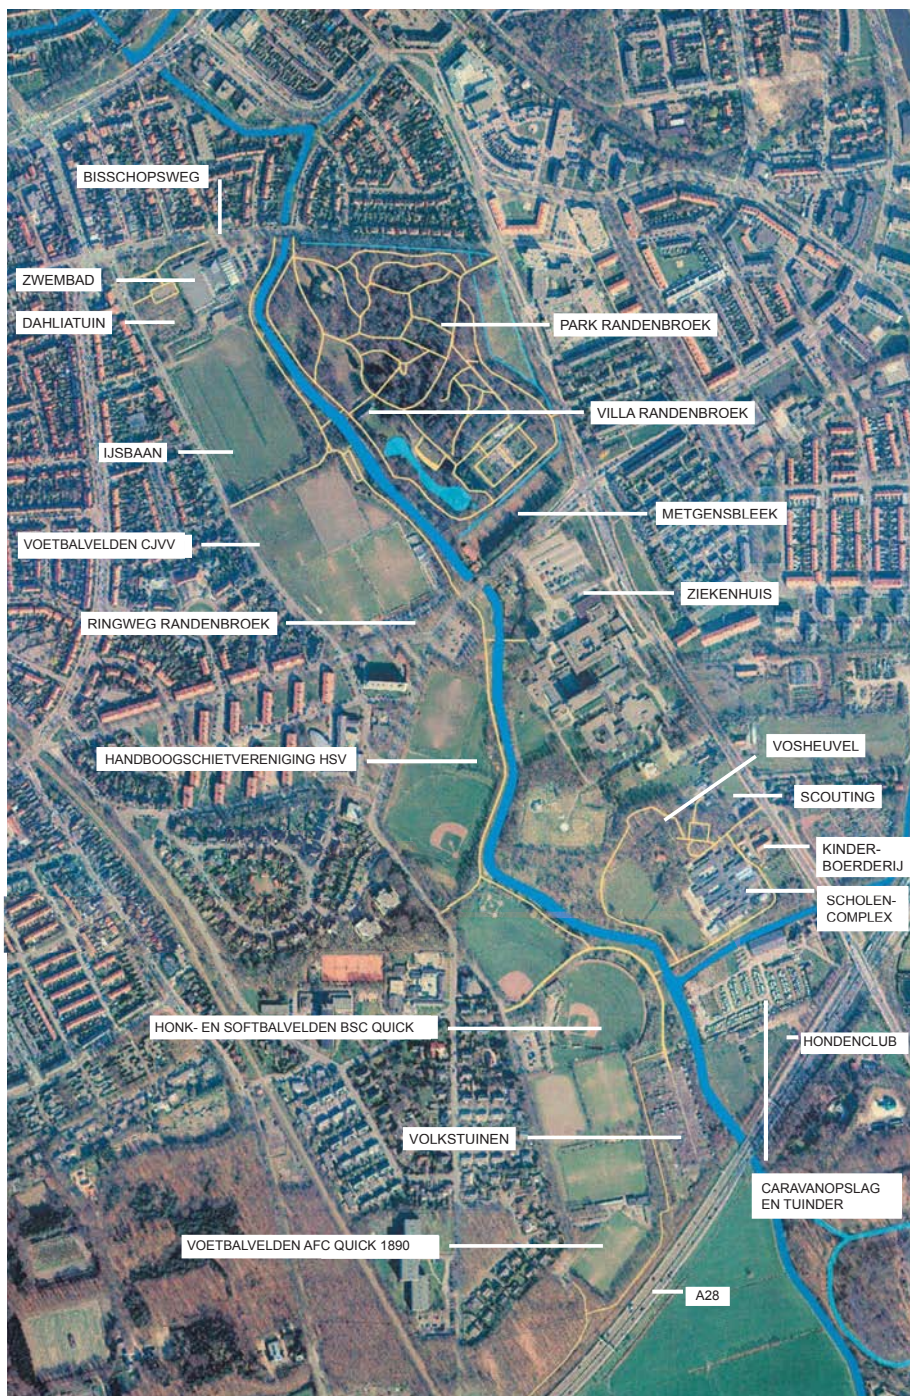 BISSCHOPSWEG
ZWEMBAD
DAHLIATUIN
PARK RANDENBROEK
VILLA RANDENBROEK
IJSBAAN
METGENSBLEEK
VOETBALVELDEN CJVV
ZIEKENHUIS
RINGWEG RANDENBROEK
VOSHEUVEL
HANDBOOGSCHIETVERENIGING HSV
SCOUTING
KINDER-
BOERDERIJ
SCHOLEN-
COMPLEX
HONK- EN SOFTBALVELDEN BSC QUICK
HONDENCLUB
VOLKSTUINEN
CARAVANOPSLAG
EN TUINDER
VOETBALVELDEN AFC QUICK 1890
A28